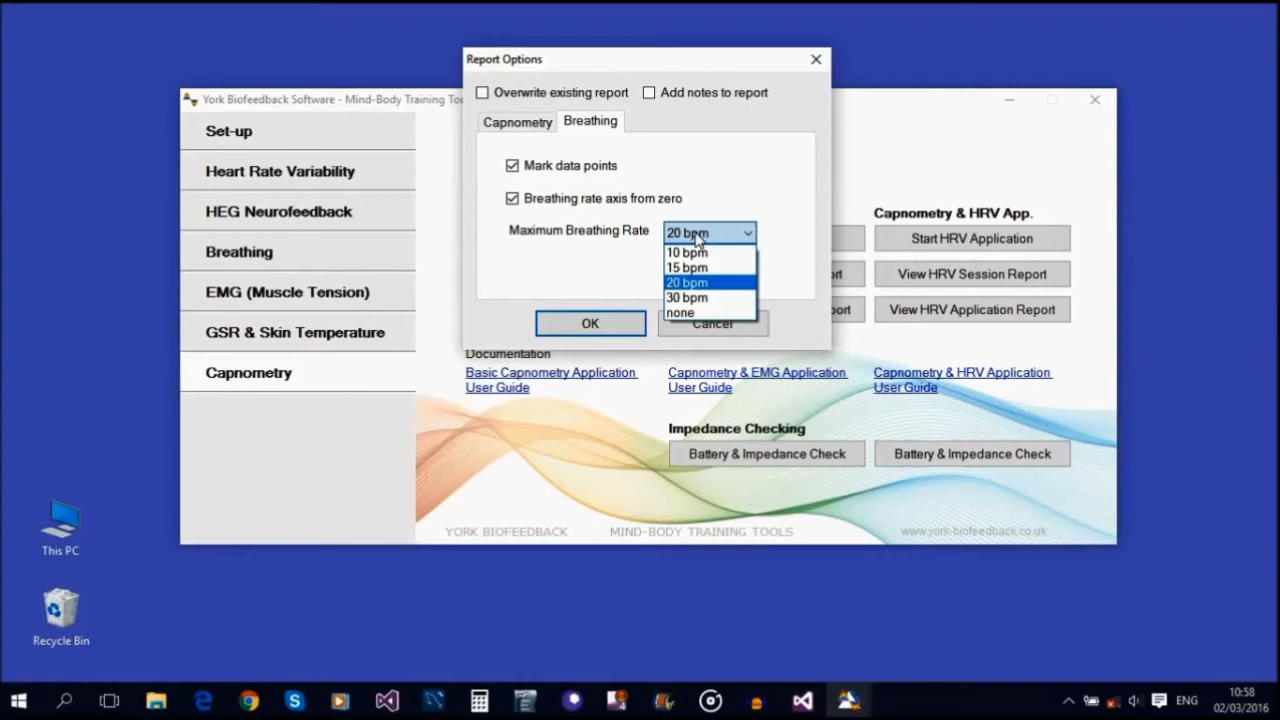 Report Options
Overwrite existing report
Add notes to report
Capnometry
Breathing
Mark data points
Breathing rate axis from zero
Maximum Breathing Rate
20 bpm
10 bpm
15 bpm
20 bpm
30 bpm
none
OK
Cancel
York Biofeedback Software - Mind-Body Training Too
Set-up
Heart Rate Variability
HEG Neurofeedback
Breathing
EMG (Muscle Tension)
GSR & Skin Temperature
Capnometry
Capnometry & HRV App.
Start HRV Application
View HRV Session Report
View HRV Application Report
Documentation
Basic Capnometry Application
User Guide
Capnometry & EMG Application
User Guide
Capnometry & HRV Application
User Guide
Impedance Checking
Battery & Impedance Check
Battery & Impedance Check
YORK BIOFEEDBACK
MIND-BODY TRAINING TOOLS
www.york-biofeedback.co.uk
This PC
Recycle Bin
ENG
10:58
02/03/2016